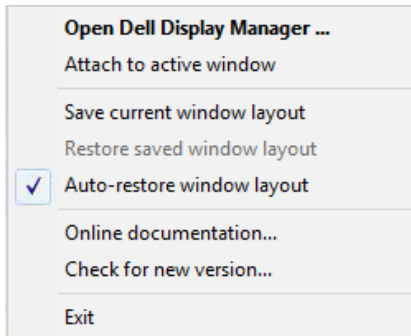 Open Dell Display Manager ...
Attach to active window
Save current window layout
Restore saved window layout
Auto-restore window layout
Online documentation...
Check for new version...
Exit